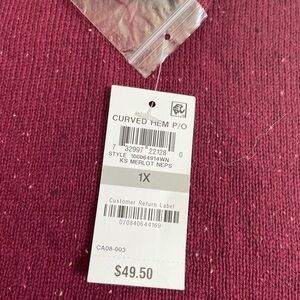 CURVED HEM P/O
7 32997 22128 0
STYLE 100064914WN
KS MERLOT NEPS
1X
Customer Return Label
070840644169
CA08-003
$49.50